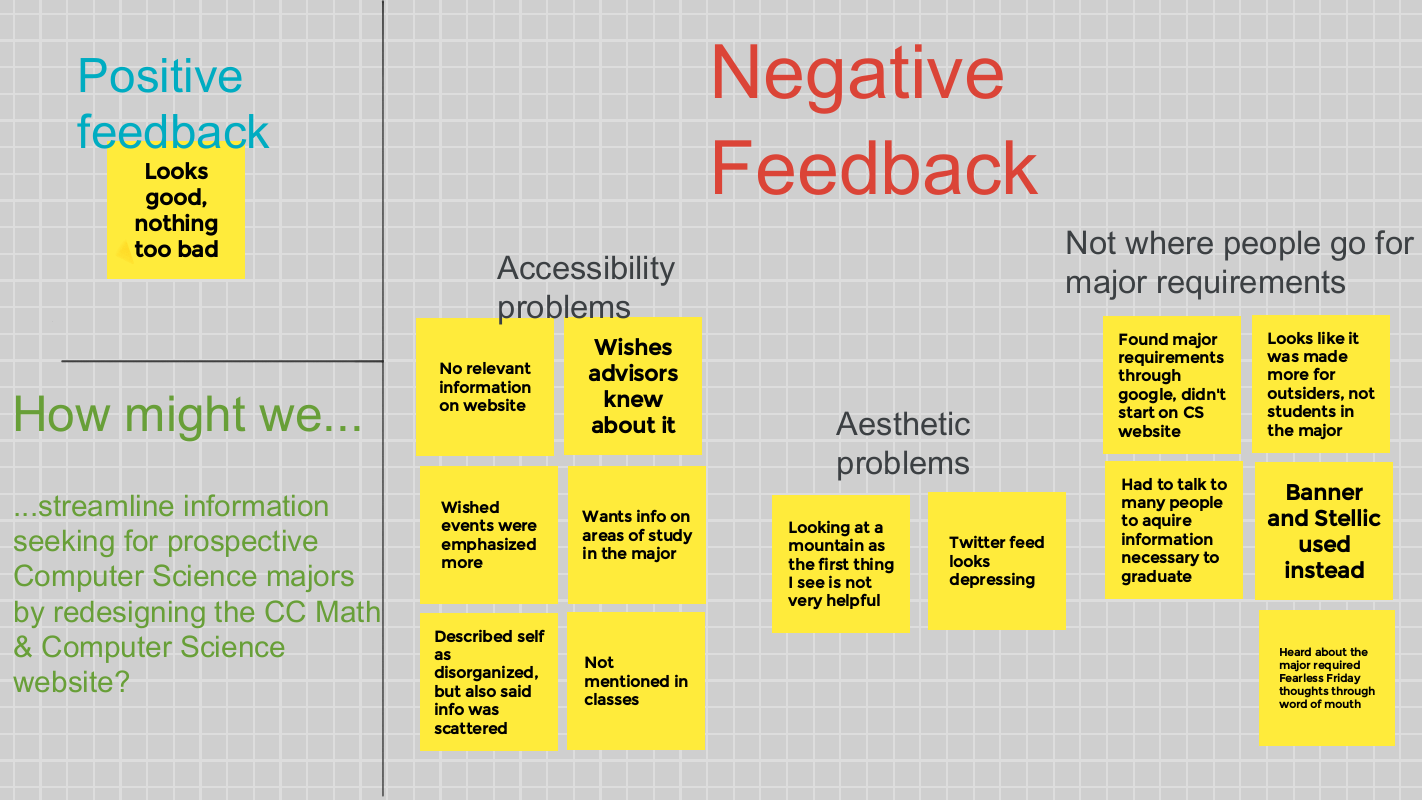 Positive
feedback
Looks
good,
nothing
too bad
How might we...
...streamline information
seeking for prospective
Computer Science majors
by redesigning the CC Math
& Computer Science
website?
Negative
Feedback
Accessibility
problems
No relevant
information
on website
Wishes
advisors
knew
about it
Wished
events were
emphasized
more
Wants info on
areas of study
in the major
Described self
as
disorganized,
but also said
info was
scattered
Not
mentioned in
classes
Aesthetic
problems
Looking at a
mountain as
the first thing
I see is not
very helpful
Twitter feed
looks
depressing
Not where people go for
major requirements
Found major
requirements
through
google, didn't
start on CS
website
Looks like it
was made
more for
outsiders, not
students in
the major
Had to talk to
many people
to aquire
information
necessary to
graduate
Banner
and Stellic
used
instead
Heard about the
major required
Fearless Friday
thoughts through
word of mouth